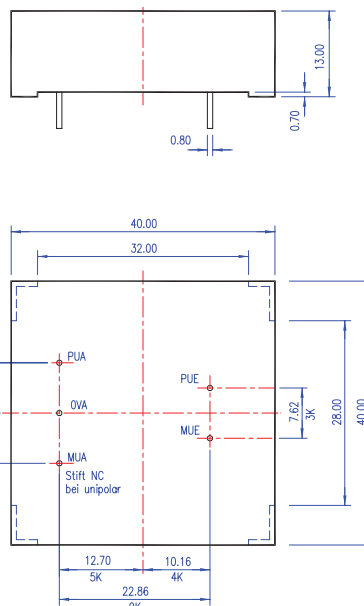 13.00
0.70
0.80
40.00
32.00
PUA
PUE
OVA
7.62
3K
28.00
40.00
MUE
MUA
Stift NC
bei unipolar
12.70
10.16
5K
4K
22.86